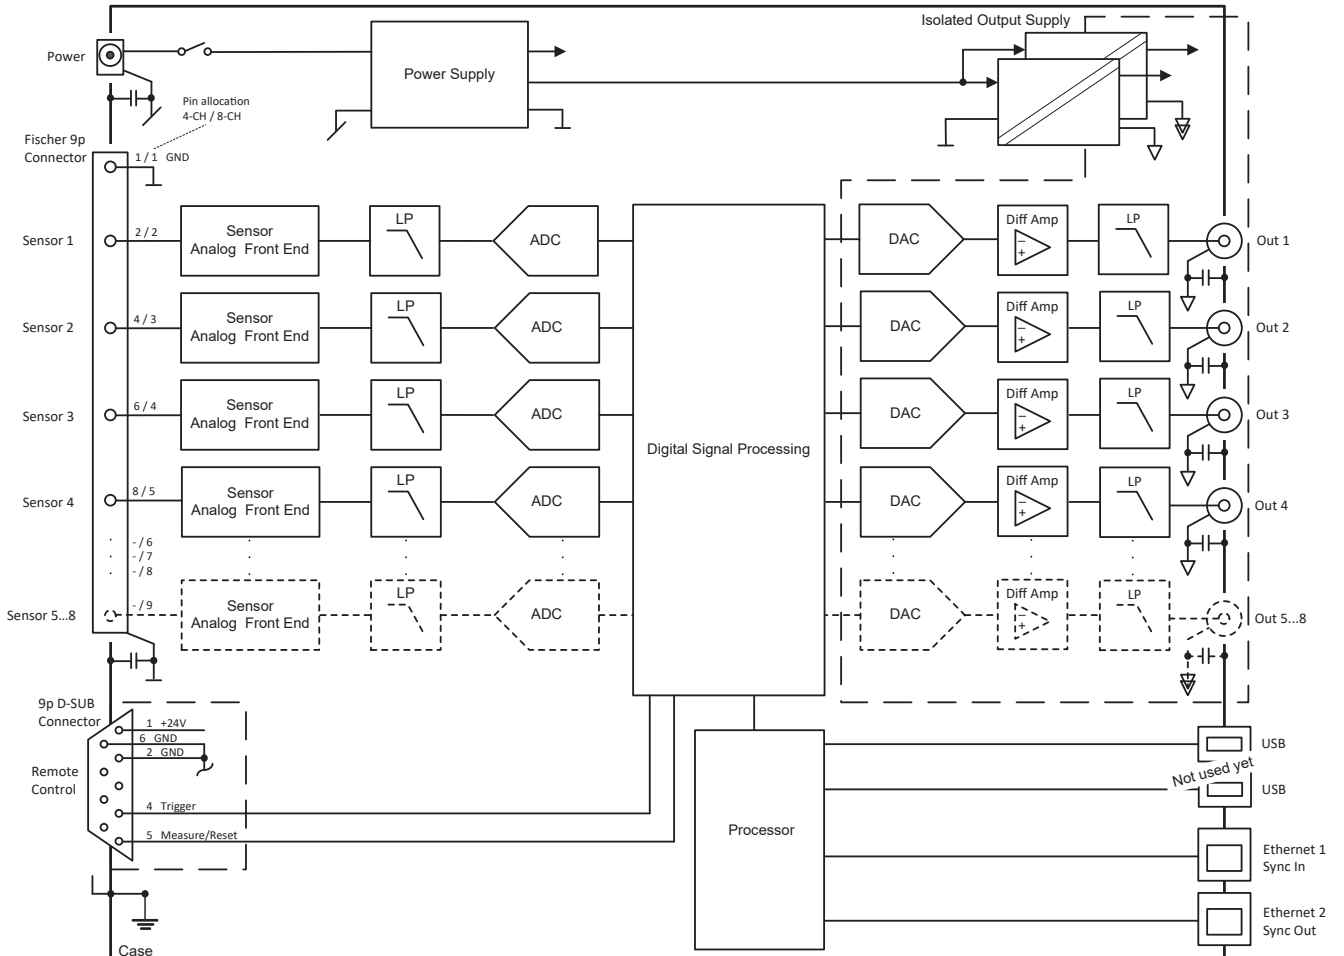 Isolated Output Supply
Power
Power Supply
Pin allocation
4-CH / 8-CH
Fischer 9p
Connector
1 / 1 GND
Sensor 1
2 / 2
Sensor
Analog Front End
LP
ADC
DAC
Diff Amp
LP
Out 1
Sensor 2
4 / 3
Sensor
Analog Front End
LP
ADC
DAC
Diff Amp
LP
Out 2
Sensor 3
6 / 4
Sensor
Analog Front End
LP
ADC
DAC
Diff Amp
LP
Out 3
Digital Signal Processing
Sensor 4
8 / 5
Sensor
Analog Front End
LP
ADC
DAC
Diff Amp
LP
Out 4
- / 6
- / 7
- / 8
Sensor 5...8
- / 9
Sensor
Analog Front End
LP
ADC
DAC
Diff Amp
LP
Out 5...8
9p D-SUB
Connector
1 +24V
6 GND
2 GND
Remote
Control
4 Trigger
5 Measure/Reset
Processor
USB
Not used yet
USB
Ethernet 1
Sync In
Ethernet 2
Sync Out
Case